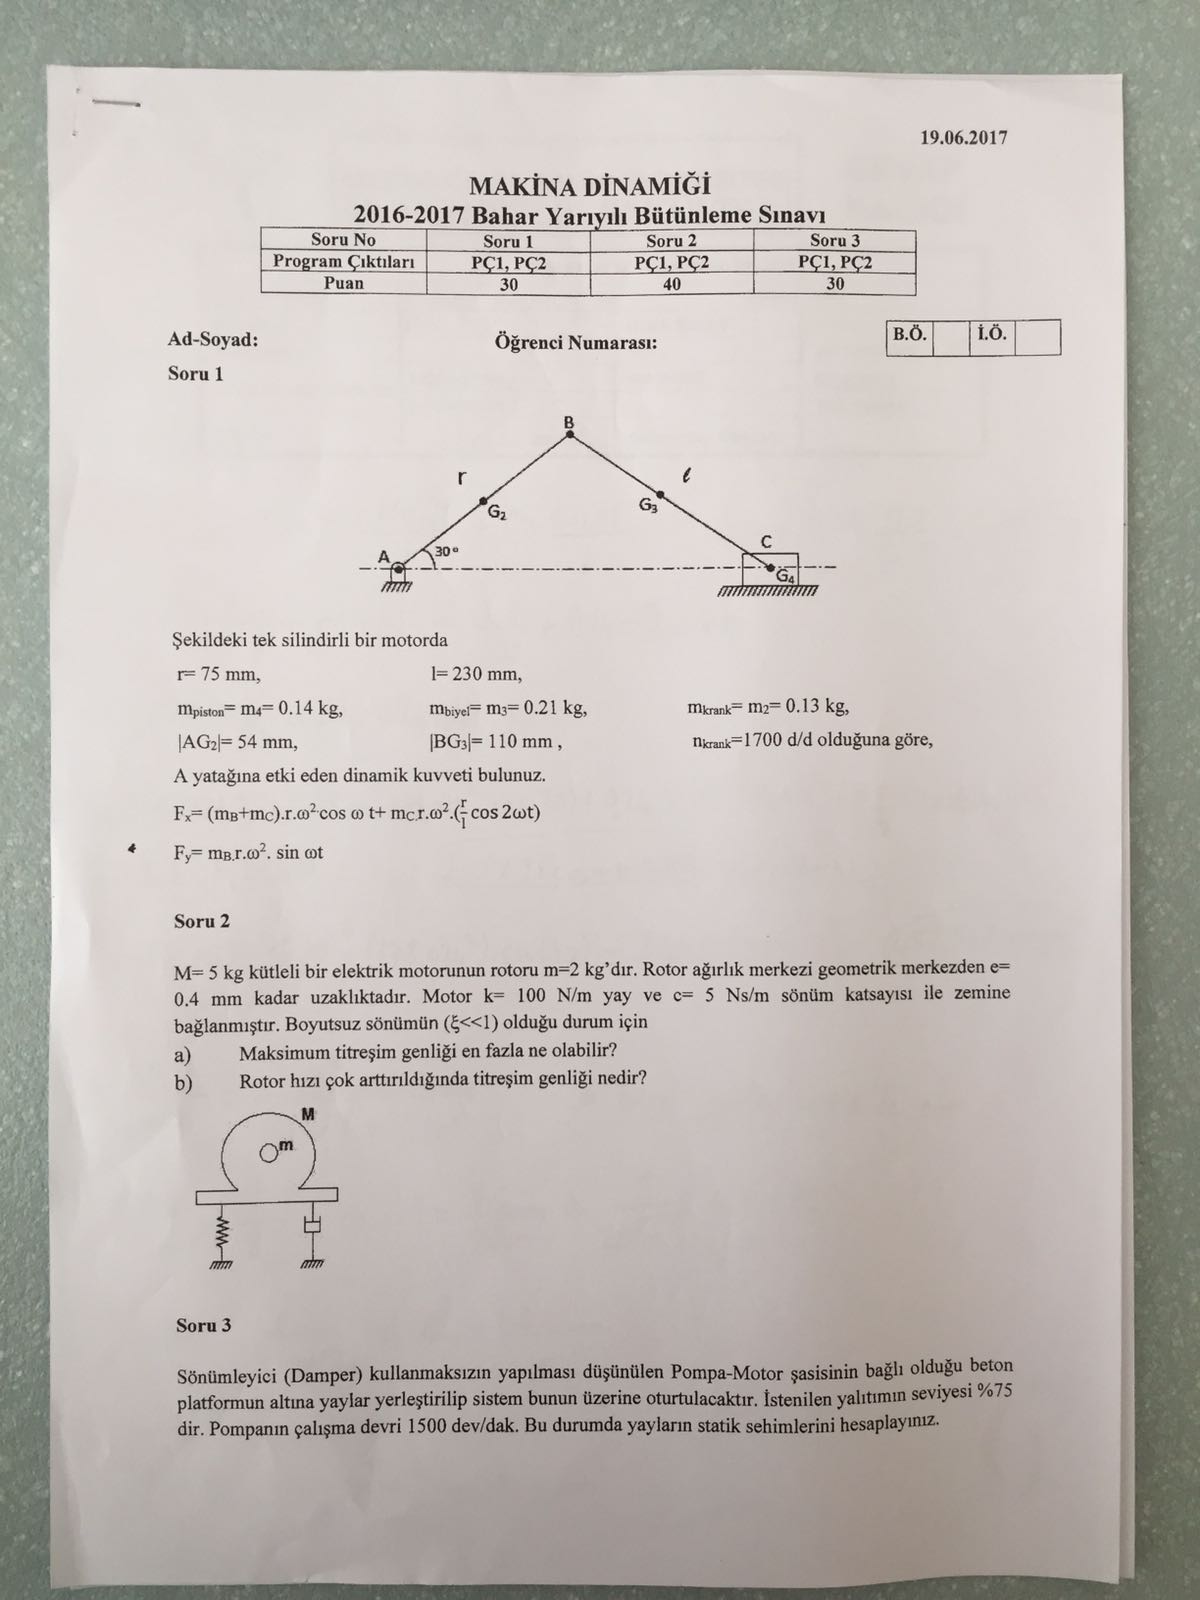 19.06.2017
MAKİNA DİNAMİĞİ
2016-2017 Bahar Yarıyılı Bütünleme Sınavı
Soru No Soru 1 Soru 2 Soru 3
Program Çıktıları PÇ1, PÇ2 PÇ1, PÇ2 PÇ1, PÇ2
Puan 30 40 30
Ad-Soyad: Öğrenci Numarası: B.Ö. İ.Ö.
Soru 1
B
r ℓ
G₂ G₃
A 30° C
G₄
Şekildeki tek silindirli bir motorda
r= 75 mm, l= 230 mm,
mpiston= m4= 0.14 kg, mbiyel= m3= 0.21 kg, mkrank= m2= 0.13 kg,
|AG2|= 54 mm, |BG3|= 110 mm , nkrank=1700 d/d olduğuna göre,
A yatağına etki eden dinamik kuvveti bulunuz.
Fx= (mB+mC).r.ω².cos ω t+ mC.r.ω².(r/l cos 2ωt)
Fy= mB.r.ω². sin ωt
Soru 2
M= 5 kg kütleli bir elektrik motorunun rotoru m=2 kg'dır. Rotor ağırlık merkezi geometrik merkezden e=
0.4 mm kadar uzaklıktadır. Motor k= 100 N/m yay ve c= 5 Ns/m sönüm katsayısı ile zemine
bağlanmıştır. Boyutsuz sönümün (ξ<<1) olduğu durum için
a) Maksimum titreşim genliği en fazla ne olabilir?
b) Rotor hızı çok arttırıldığında titreşim genliği nedir?
M
m
Soru 3
Sönümleyici (Damper) kullanmaksızın yapılması düşünülen Pompa-Motor şasisinin bağlı olduğu beton
platformun altına yaylar yerleştirilip sistem bunun üzerine oturtulacaktır. İstenilen yalıtımın seviyesi %75
dir. Pompanın çalışma devri 1500 dev/dak. Bu durumda yayların statik sehimlerini hesaplayınız.